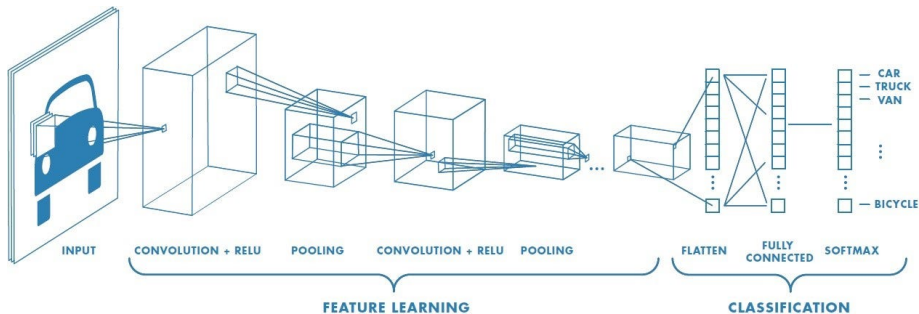 CAR
TRUCK
VAN
BICYCLE
INPUT
CONVOLUTION + RELU
POOLING
CONVOLUTION + RELU
POOLING
FLATTEN
FULLY
CONNECTED
SOFTMAX
FEATURE LEARNING
CLASSIFICATION